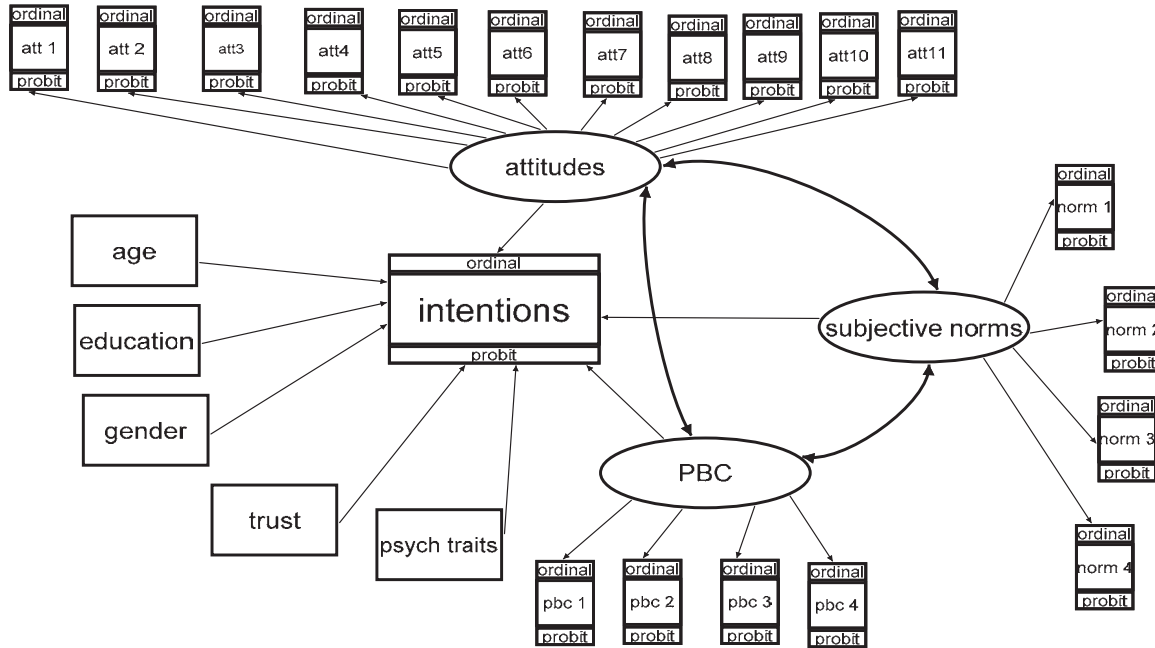 ordinal
att 1
probit
ordinal
att 2
probit
ordinal
att3
probit
ordinal
att4
probit
ordinal
att5
probit
ordinal
att6
probit
ordinal
att7
probit
ordinal
att8
probit
ordinal
att9
probit
ordinal
att10
probit
ordinal
att11
probit
attitudes
age
education
gender
trust
psych traits
ordinal
intentions
probit
subjective norms
ordinal
norm 1
probit
ordinal
norm 2
probit
ordinal
norm 3
probit
ordinal
norm 4
probit
PBC
ordinal
pbc 1
probit
ordinal
pbc 2
probit
ordinal
pbc 3
probit
ordinal
pbc 4
probit